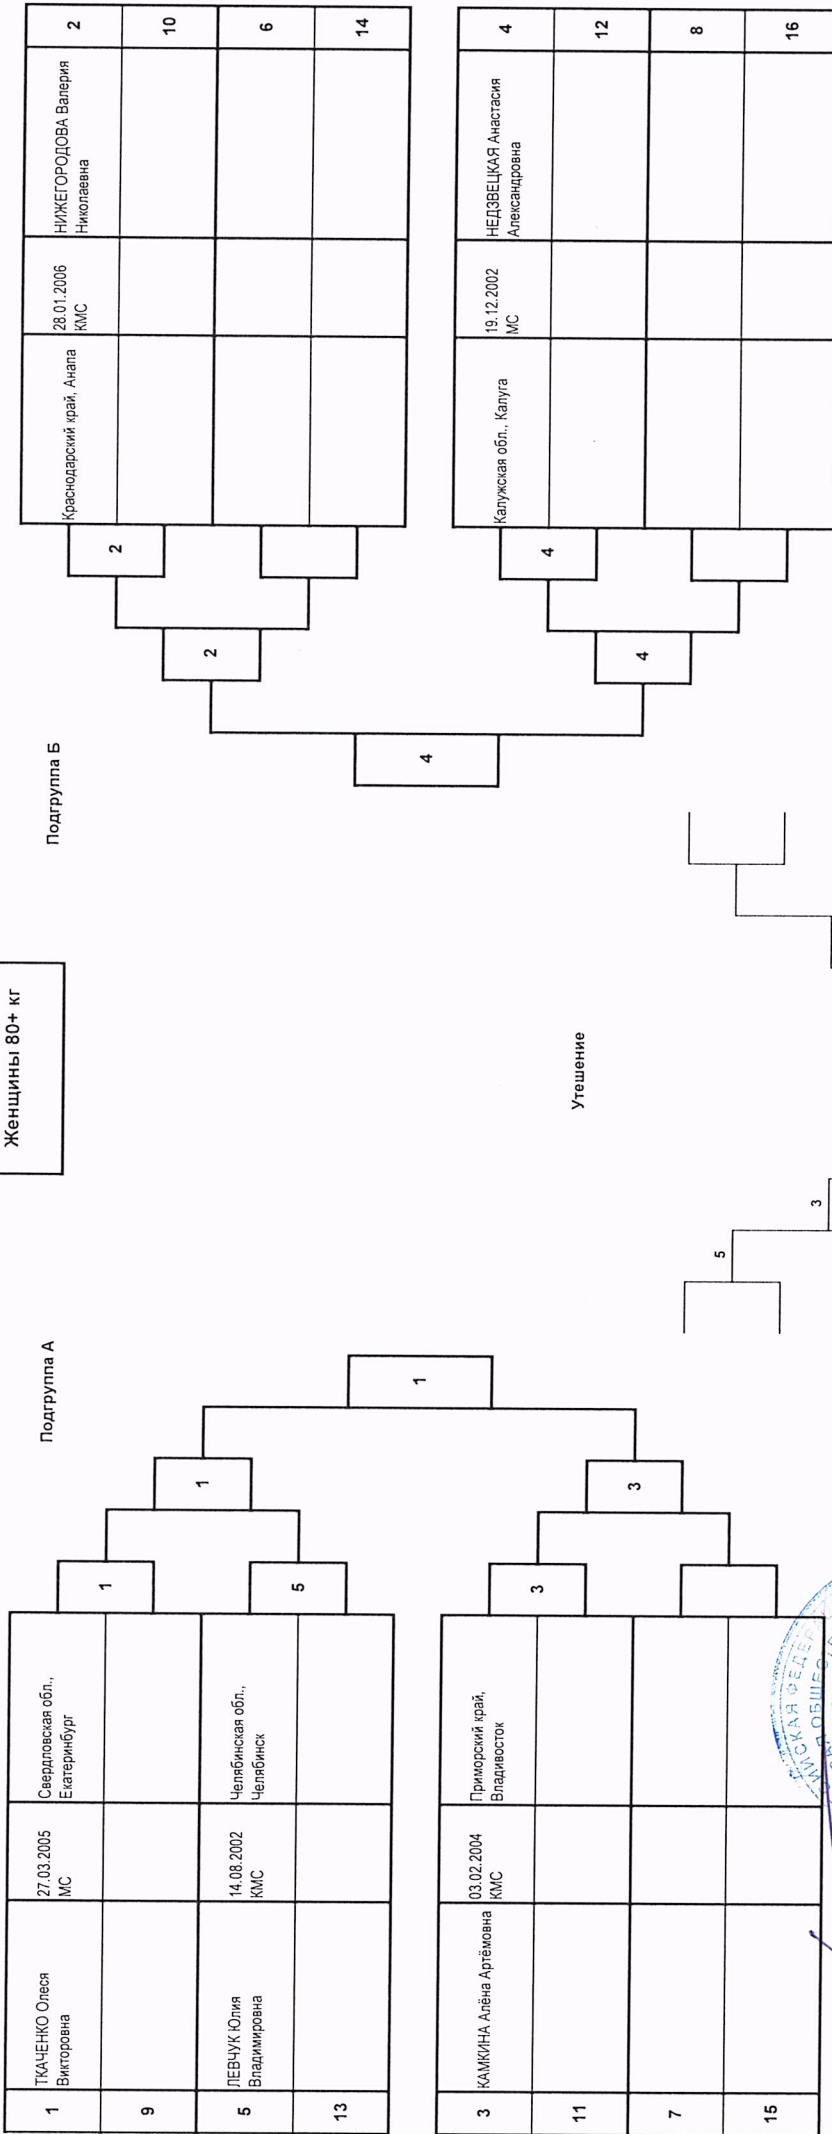 Женщины 80+ кг
Подгруппа А
Подгруппа Б
1
ТКАЧЕНКО Олеся
Викторовна
27.03.2005
МС
Свердловская обл.,
Екатеринбург
9
5
ЛЕВЧУК Юлия
Владимировна
14.08.2002
КМС
Челябинская обл.,
Челябинск
13
1
5
1
1
3
КАМКИНА Алёна Артёмовна
03.02.2004
КМС
Приморский край,
Владивосток
11
7
15
3
3
Краснодарский край, Анапа
28.01.2006
КМС
НИЖЕГОРОДОВА Валерия
Николаевна
2
10
6
14
2
2
4
Калужская обл., Калуга
19.12.2002
МС
НЕДЗВЕЦКАЯ Анастасия
Александровна
4
12
8
16
4
4
Утешение
5
3